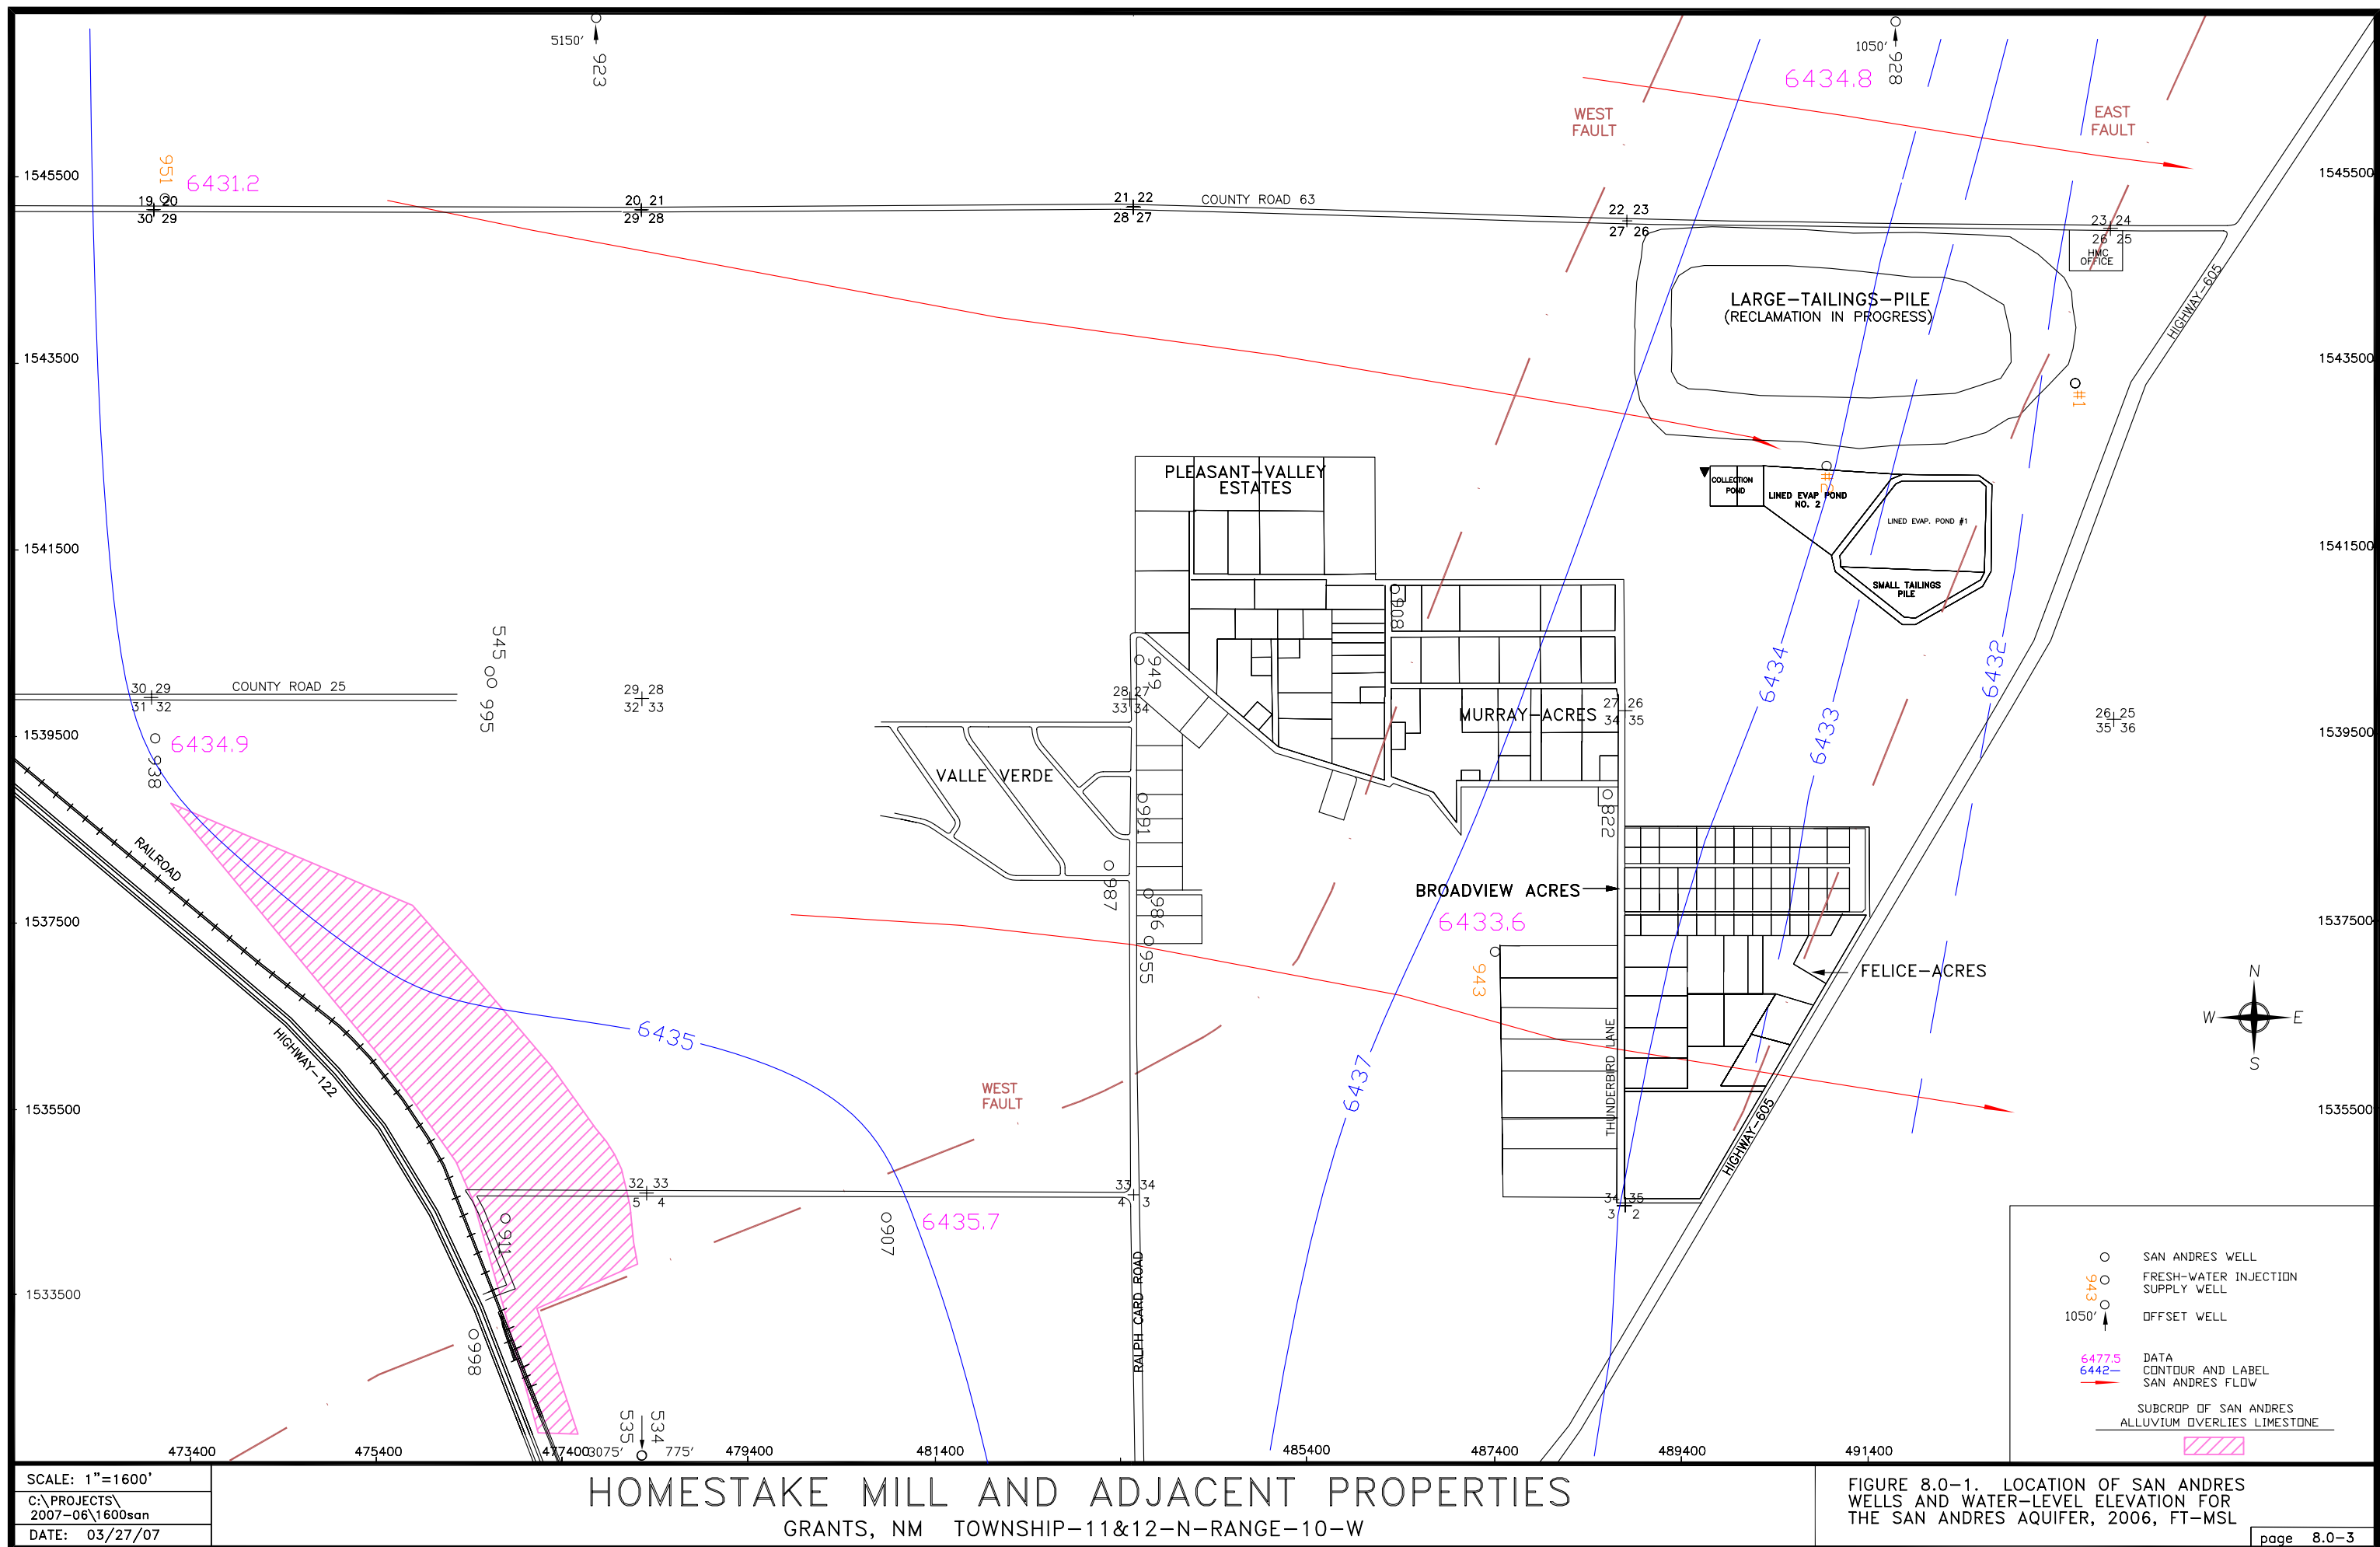 5150'
923
1050'
928
6434.8
WEST
FAULT
EAST
FAULT
951
6431.2
1545500
1545500
19 20
30 29
20 21
29 28
21 22
28 27
COUNTY ROAD 63
22 23
27 26
23 24
26 25
HMC
OFFICE
HIGHWAY-605
LARGE-TAILINGS-PILE
(RECLAMATION IN PROGRESS)
1543500
1543500
#1
PLEASANT-VALLEY
ESTATES
#2
COLLECTION
POND
LINED EVAP POND
NO. 2
LINED EVAP. POND #1
SMALL TAILINGS
PILE
1541500
1541500
908
545
995
949
COUNTY ROAD 25
30 29
31 32
29 28
32 33
28 27
33 34
27 26
34 35
26 25
35 36
MURRAY-ACRES
6434
6433
6432
1539500
1539500
938
6434.9
VALLE VERDE
991
822
RAILROAD
987
986
955
BROADVIEW ACRES
6433.6
943
1537500
1537500
FELICE-ACRES
N
W
E
S
6435
HIGHWAY-122
THUNDERBIRD LANE
6437
WEST
FAULT
1535500
1535500
HIGHWAY-605
32 33
5 4
33 34
4 3
34 35
3 2
911
907
6435.7
RALPH CARD ROAD
1533500
998
535
534
3075'
775'
473400
475400
477400
479400
481400
485400
487400
489400
491400
SAN ANDRES WELL
943
FRESH-WATER INJECTION
SUPPLY WELL
1050'
OFFSET WELL
6477.5 DATA
6442- CONTOUR AND LABEL
SAN ANDRES FLOW
SUBCROP OF SAN ANDRES
ALLUVIUM OVERLIES LIMESTONE
SCALE: 1"=1600'
C:\PROJECTS\
2007-06\1600san
DATE: 03/27/07
HOMESTAKE MILL AND ADJACENT PROPERTIES
GRANTS, NM TOWNSHIP-11&12-N-RANGE-10-W
FIGURE 8.0-1. LOCATION OF SAN ANDRES
WELLS AND WATER-LEVEL ELEVATION FOR
THE SAN ANDRES AQUIFER, 2006, FT-MSL
page 8.0-3